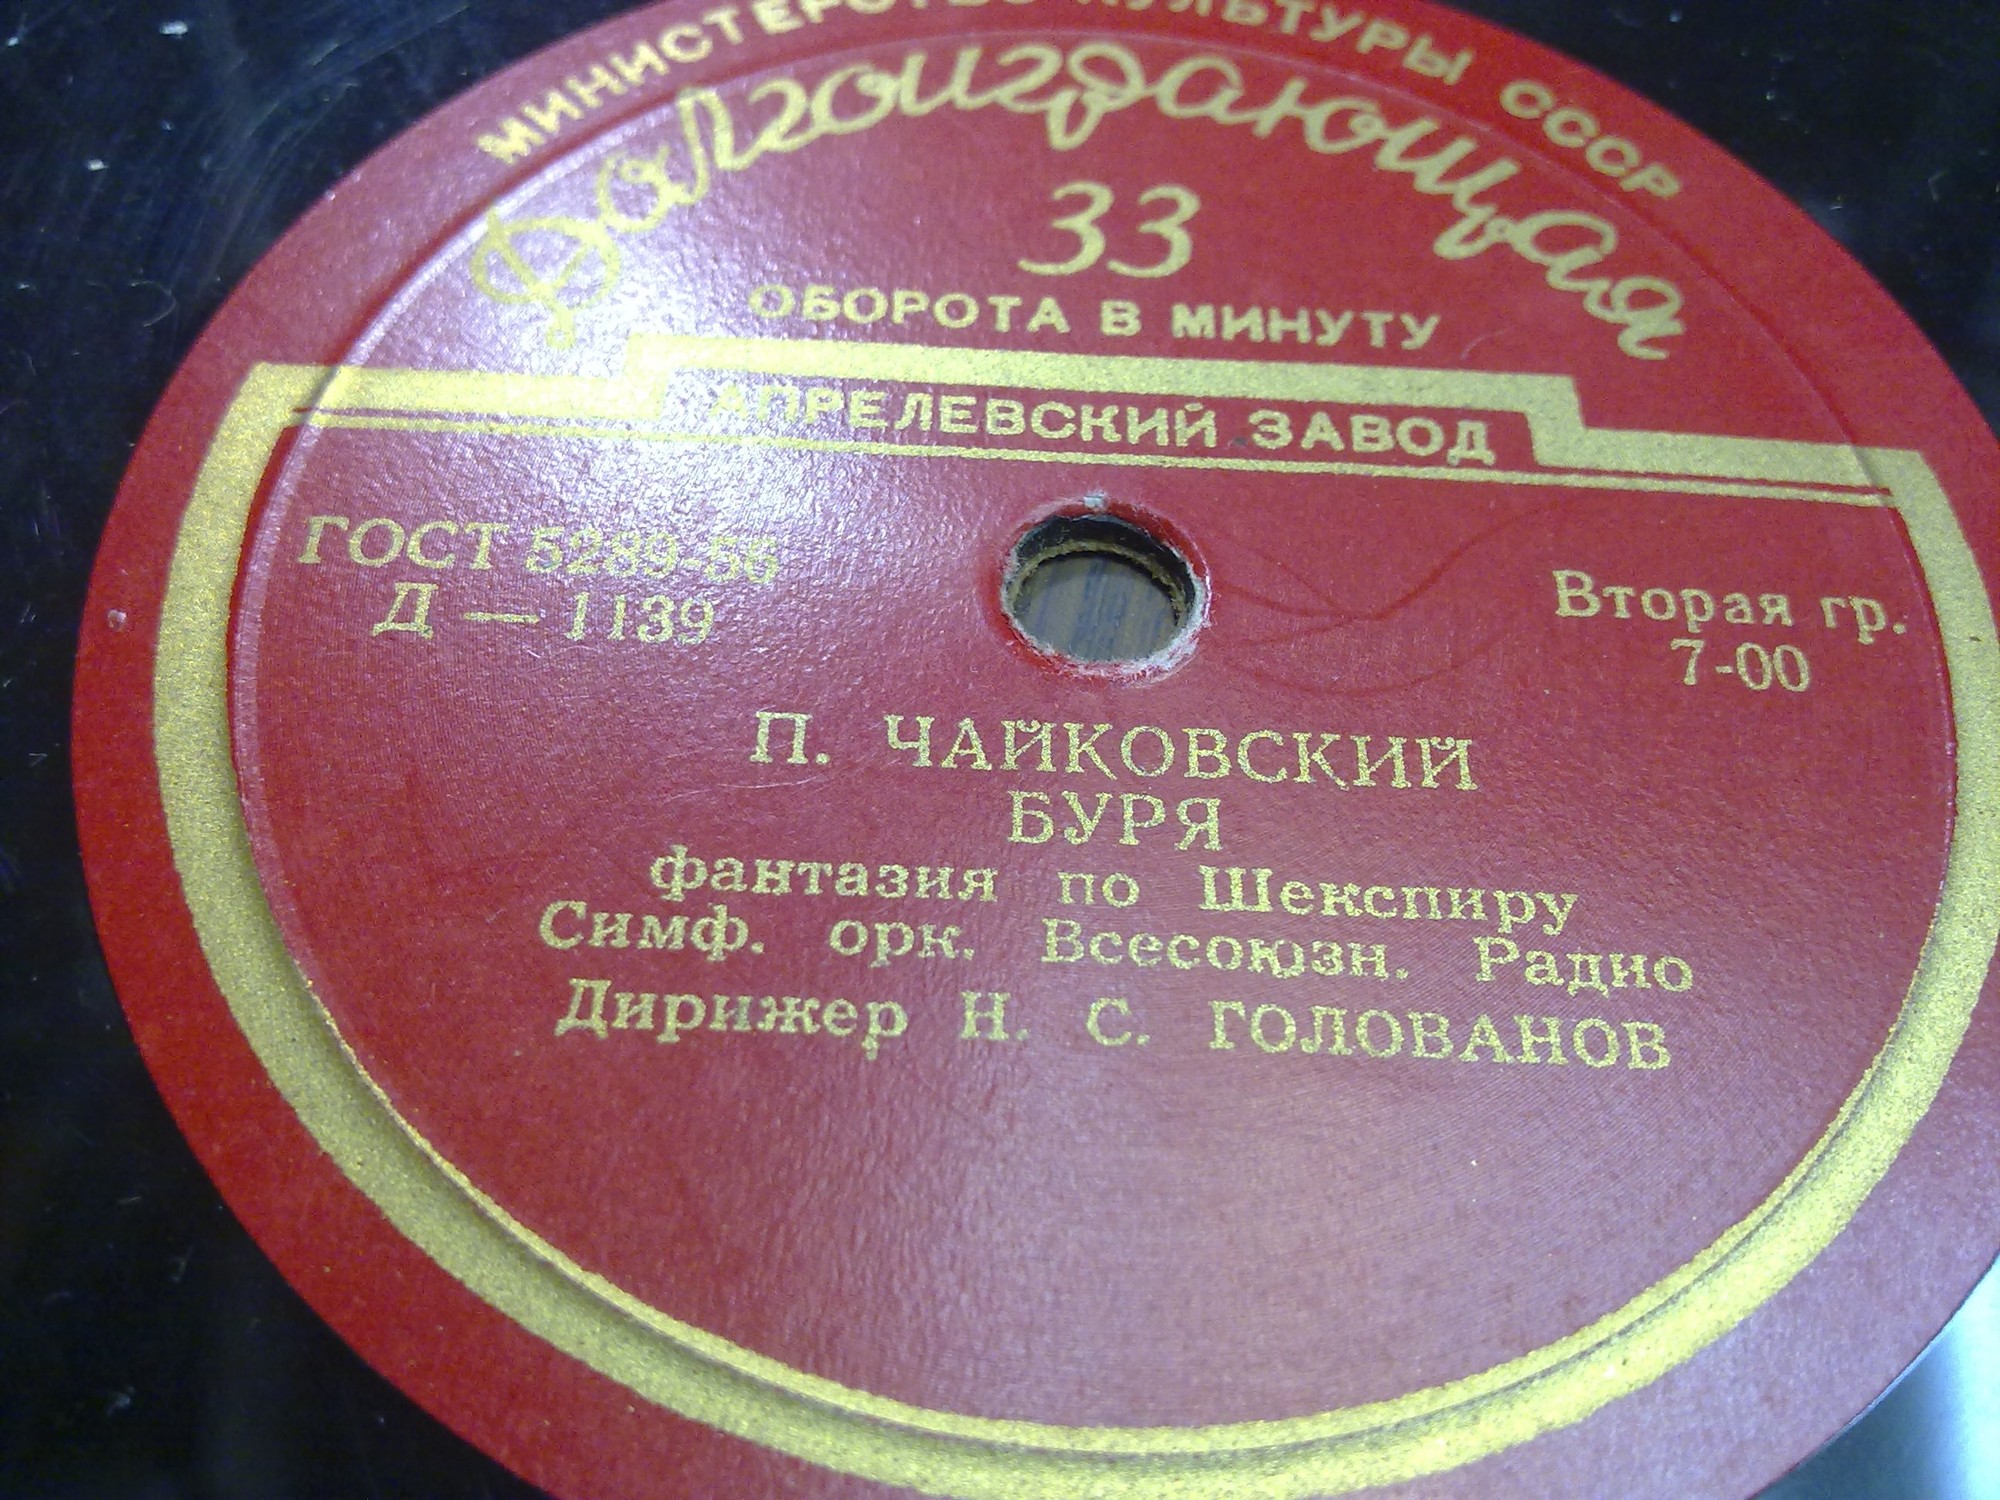 МИНИСТЕРСТВО КУЛЬТУРЫ СССР
Долгоиграющая
33
ОБОРОТА В МИНУТУ
АПРЕЛЕВСКИЙ ЗАВОД
ГОСТ 5289-56
Д — 1139
Вторая гр.
7-00
П. ЧАЙКОВСКИЙ
БУРЯ
фантазия по Шекспиру
Симф. орк. Всесоюзн. Радио
Дирижер Н. С. ГОЛОВАНОВ